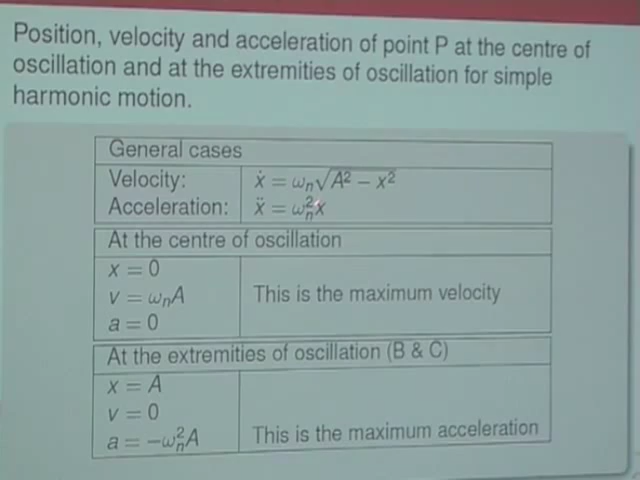 Position, velocity and acceleration of point P at the centre of
oscillation and at the extremities of oscillation for simple
harmonic motion.
General cases
Velocity: ẋ = ωₙ√(A² − x²)
Acceleration: ẍ = ωₙ²x
At the centre of oscillation
x = 0
v = ωₙA This is the maximum velocity
a = 0
At the extremities of oscillation (B & C)
x = A
v = 0
a = −ωₙ²A This is the maximum acceleration